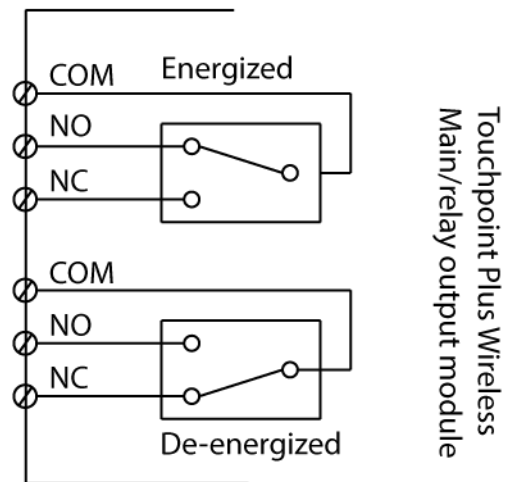 COM
Energized
NO
NC
COM
NO
NC
De-energized
Touchpoint Plus Wireless
Main/relay output module